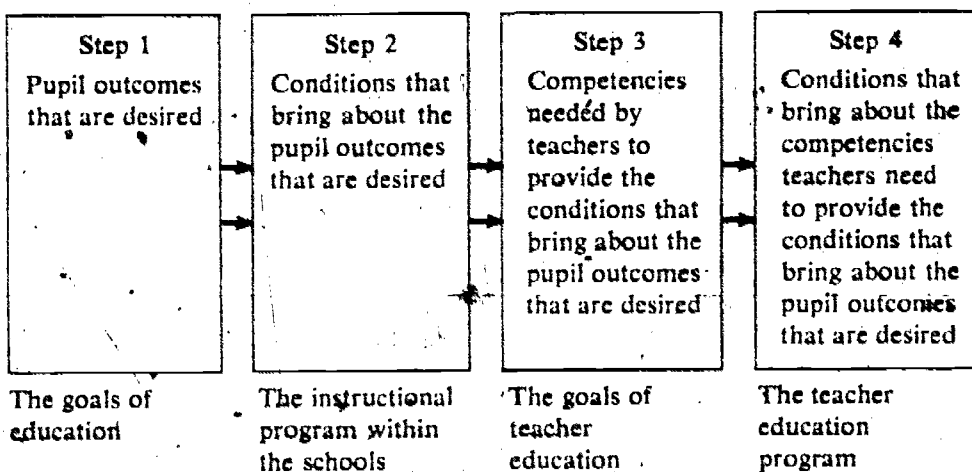 Step 1
Pupil outcomes
that are desired
Step 2
Conditions that
bring about the
pupil outcomes
that are desired
Step 3
Competencies
needed by
teachers to
provide the
conditions that
bring about the
pupil outcomes
that are desired
Step 4
Conditions that
bring about the
competencies
teachers need
to provide the
conditions that
bring about the
pupil outcomes
that are desired
The goals of
education
The instructional
program within
the schools
The goals of
teacher
education
The teacher
education
program